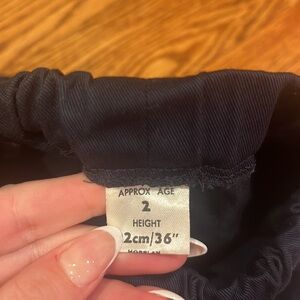 APPROX AGE
2
HEIGHT
2cm/36"